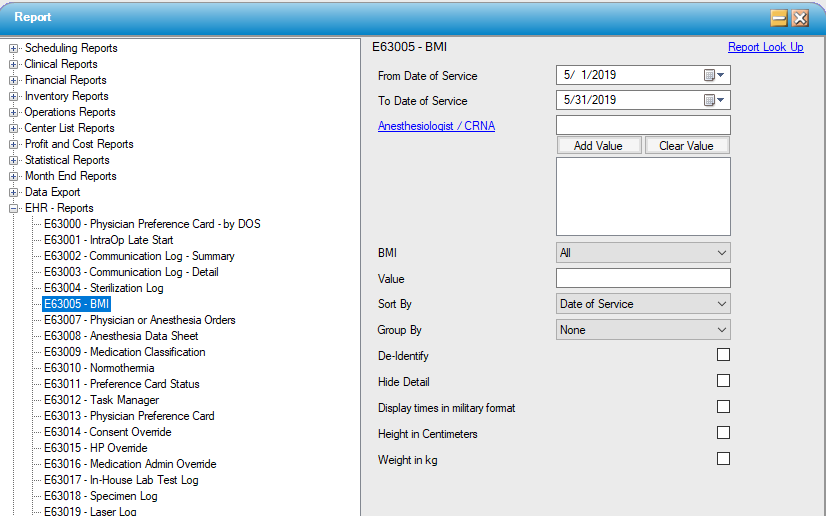 Report
Scheduling Reports
Clinical Reports
Financial Reports
Inventory Reports
Operations Reports
Center List Reports
Profit and Cost Reports
Statistical Reports
Month End Reports
Data Export
EHR - Reports
E63000 - Physician Preference Card - by DOS
E63001 - IntraOp Late Start
E63002 - Communication Log - Summary
E63003 - Communication Log - Detail
E63004 - Sterilization Log
E63005 - BMI
E63007 - Physician or Anesthesia Orders
E63008 - Anesthesia Data Sheet
E63009 - Medication Classification
E63010 - Normothermia
E63011 - Preference Card Status
E63012 - Task Manager
E63013 - Physician Preference Card
E63014 - Consent Override
E63015 - HP Override
E63016 - Medication Admin Override
E63017 - In-House Lab Test Log
E63018 - Specimen Log
E63019 - Laser Log
E63005 - BMI Report Look Up
From Date of Service 5/ 1/2019
To Date of Service 5/31/2019
Anesthesiologist / CRNA
Add Value Clear Value
BMI All
Value
Sort By Date of Service
Group By None
De-Identify
Hide Detail
Display times in military format
Height in Centimeters
Weight in kg